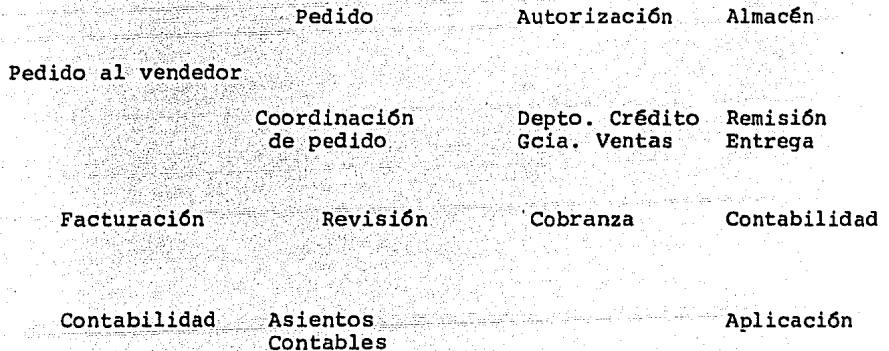 Pedido Autorización Almacén
Pedido al vendedor
Coordinación Depto. Crédito Remisión
de pedido Gcia. Ventas Entrega
Facturación Revisión Cobranza Contabilidad
Contabilidad Asientos Aplicación
Contables